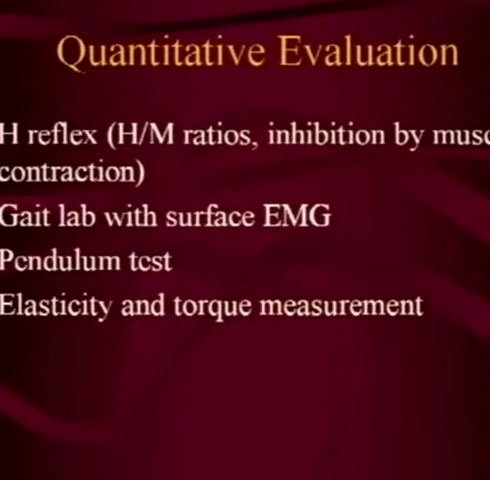 Quantitative Evaluation
H reflex (H/M ratios, inhibition by musc
contraction)
Gait lab with surface EMG
Pendulum test
Elasticity and torque measurement